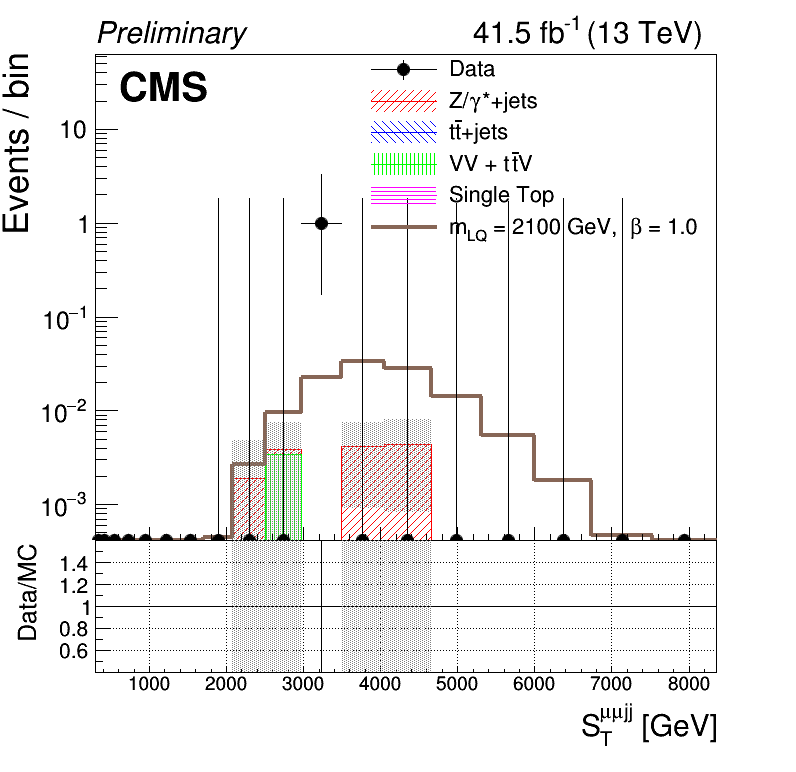 Preliminary 41.5 fb⁻¹ (13 TeV)
CMS
Events / bin
Data
Z/γ*+jets
tt̄+jets
VV + tt̄V
Single Top
m_LQ = 2100 GeV, β = 1.0
10
1
10⁻¹
10⁻²
10⁻³
Data/MC
1.4
1.2
1
0.8
0.6
1000 2000 3000 4000 5000 6000 7000 8000
S_T^μμjj [GeV]